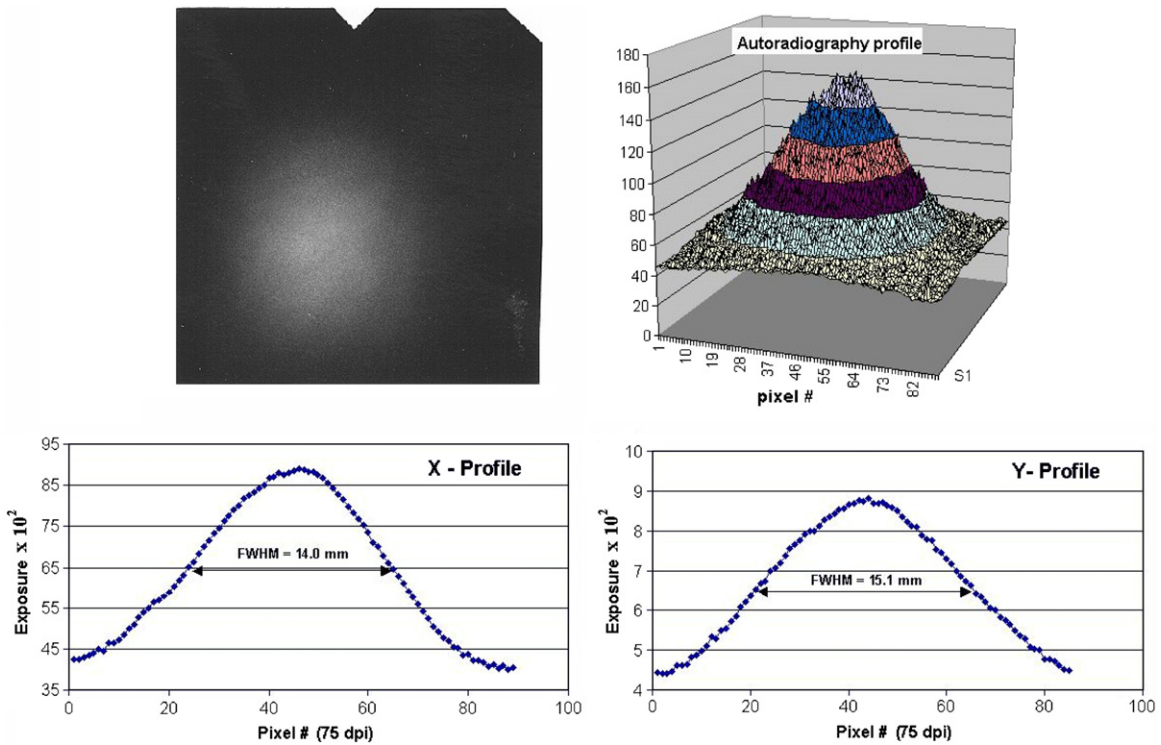 Autoradiography profile
180
160
140
120
100
80
60
40
20
0
1
10
19
28
37
46
55
64
73
82
S1
pixel #
X - Profile
Exposure x 10²
95
85
75
65
55
45
35
FWHM = 14.0 mm
0 20 40 60 80 100
Pixel # (75 dpi)
Y- Profile
Exposure x 10²
10
9
8
7
6
5
4
FWHM = 15.1 mm
0 20 40 60 80 100
Pixel # (75 dpi)